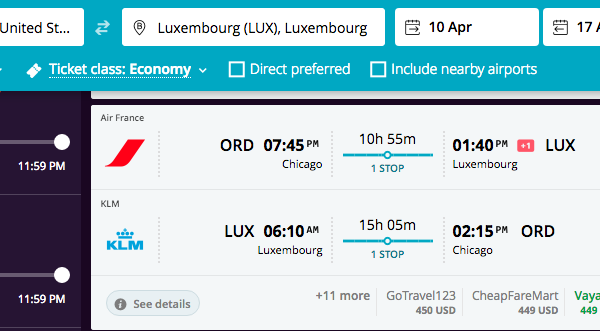 United St...
Luxembourg (LUX), Luxembourg
10 Apr
17 A
Ticket class: Economy
Direct preferred
Include nearby airports
11:59 PM
11:59 PM
Air France
ORD 07:45 PM
Chicago
10h 55m
1 STOP
01:40 PM +1 LUX
Luxembourg
KLM
KLM
LUX 06:10 AM
Luxembourg
15h 05m
1 STOP
02:15 PM ORD
Chicago
See details
+11 more
GoTravel123
450 USD
CheapFareMart
449 USD
Vaya
449